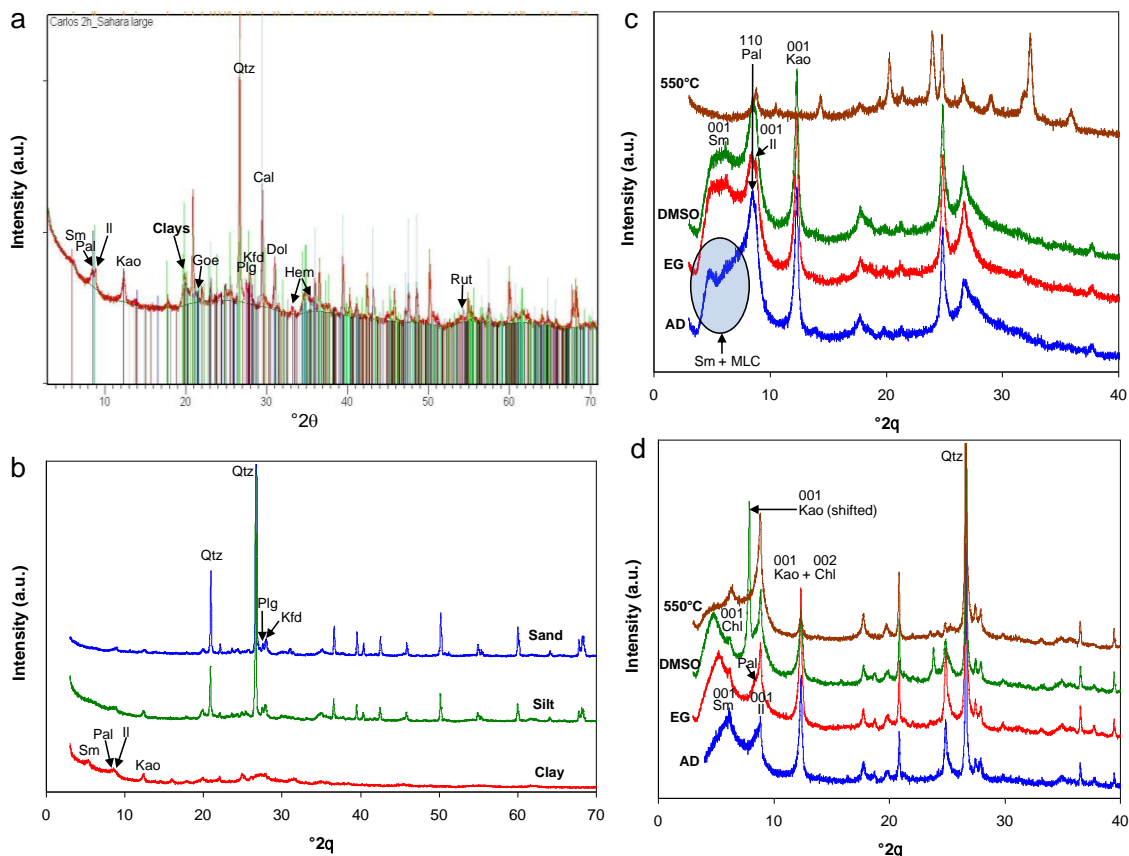 a
Carlos 2h_Sahara large
Intensity (a.u.)
Qtz
Cal
Sm
Pal
Il
Kao
Clays
Goe
Kfd
Plg
Dol
Hem
Rut
10 20 30 40 50 60 70
°2θ
b
Intensity (a.u.)
Qtz
Qtz
Plg
Kfd
Sand
Silt
Clay
Sm
Pal
Il
Kao
0 10 20 30 40 50 60 70
°2q
c
Intensity (a.u.)
110
Pal
001
Kao
550°C
001
Sm
001
Il
DMSO
EG
AD
Sm + MLC
0 10 20 30 40
°2q
d
Intensity (a.u.)
Qtz
001
Kao (shifted)
001 002
Kao + Chl
550°C
001
Chl
DMSO
Pal
001
Sm
001
Il
EG
AD
0 10 20 30 40
°2q